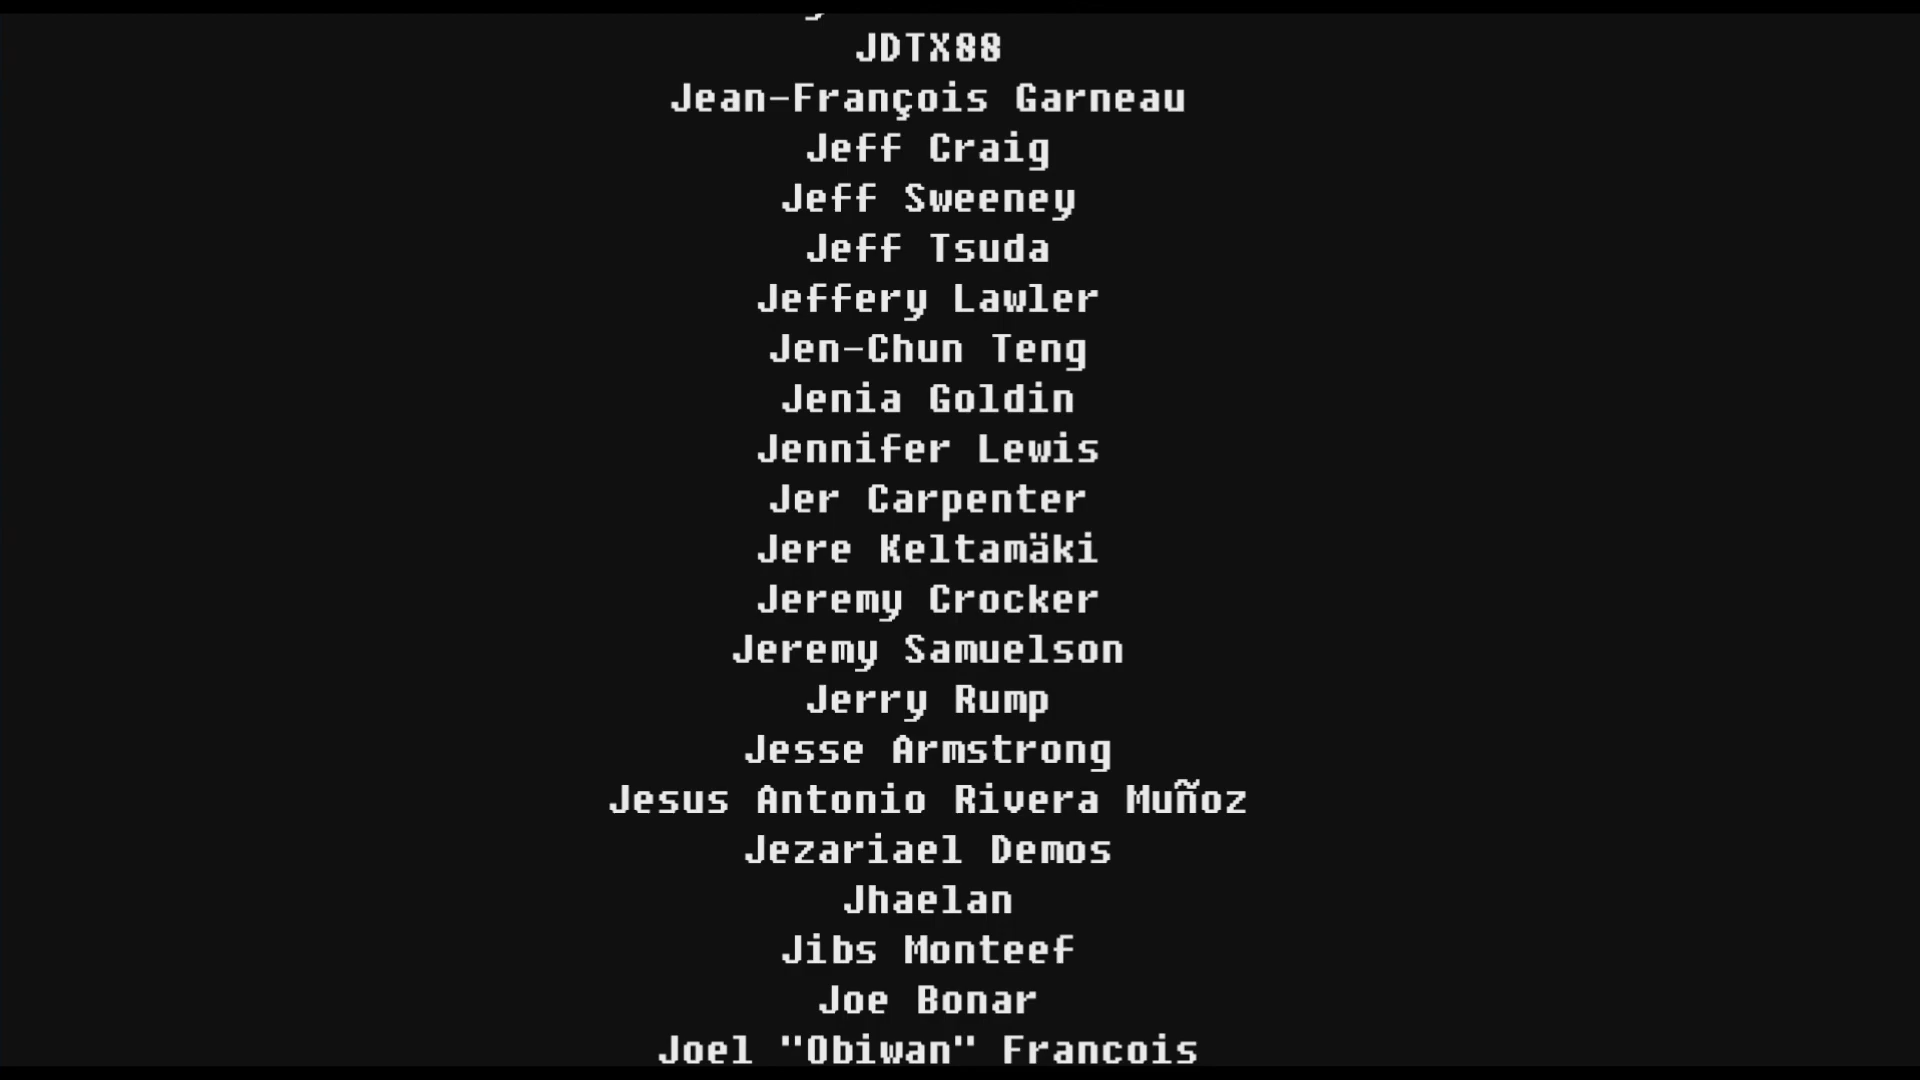 JDTX88
Jean-François Garneau
Jeff Craig
Jeff Sweeney
Jeff Tsuda
Jeffery Lawler
Jen-Chun Teng
Jenia Goldin
Jennifer Lewis
Jer Carpenter
Jere Keltamäki
Jeremy Crocker
Jeremy Samuelson
Jerry Rump
Jesse Armstrong
Jesus Antonio Rivera Muñoz
Jezariael Demos
Jhaelan
Jibs Monteef
Joe Bonar
Joel "Obiwan" Francois